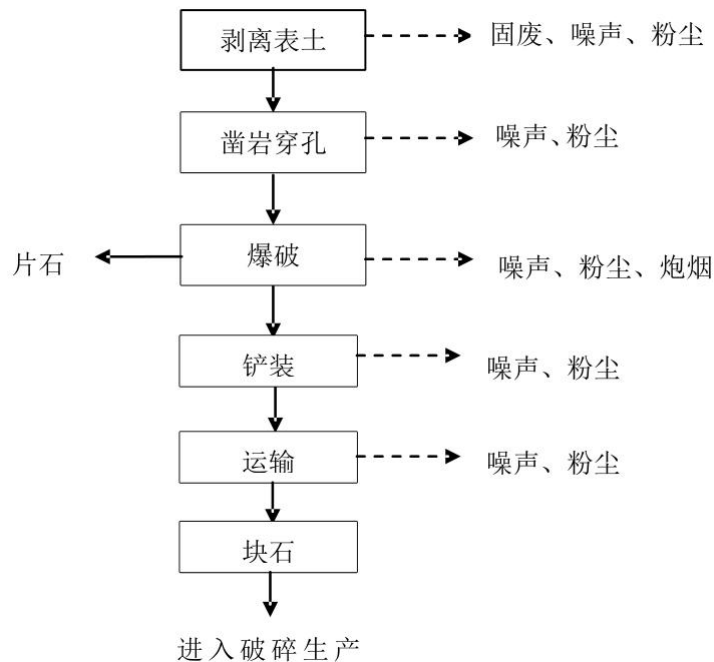 剥离表土
固废、噪声、粉尘
凿岩穿孔
噪声、粉尘
片石
爆破
噪声、粉尘、炮烟
铲装
噪声、粉尘
运输
噪声、粉尘
块石
进入破碎生产